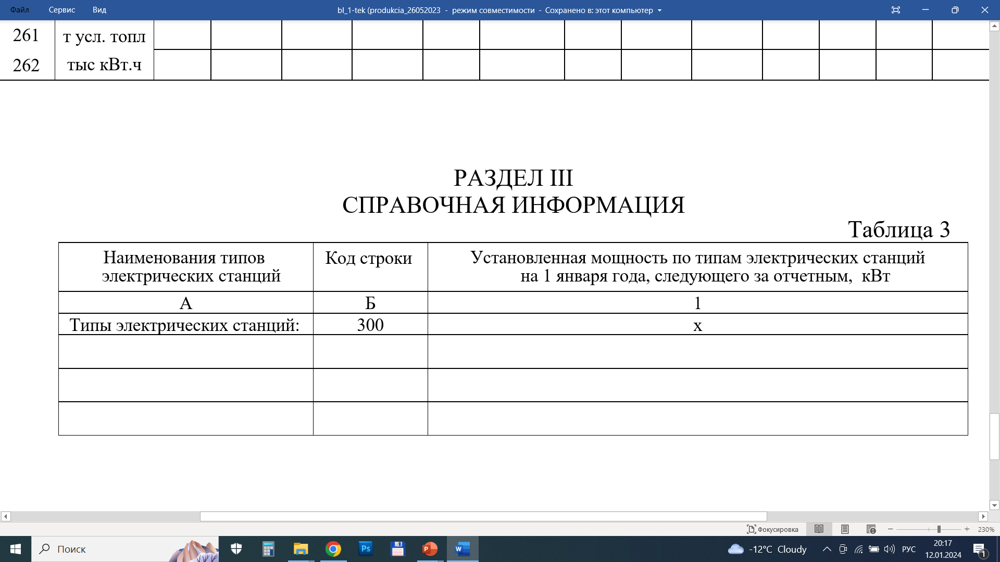 Файл Сервис Вид bl_1-tek (produkcia_26052023 - режим совместимости - Сохранено в: этот компьютер
261 т усл. топл
262 тыс кВт.ч
РАЗДЕЛ III
СПРАВОЧНАЯ ИНФОРМАЦИЯ
Таблица 3
Наименования типов
электрических станций
Код строки
Установленная мощность по типам электрических станций
на 1 января года, следующего за отчетным, кВт
А Б 1
Типы электрических станций: 300 х
Фокусировка 230%
Поиск Ps P W -12°C Cloudy РУС 20:17
12.01.2024 1